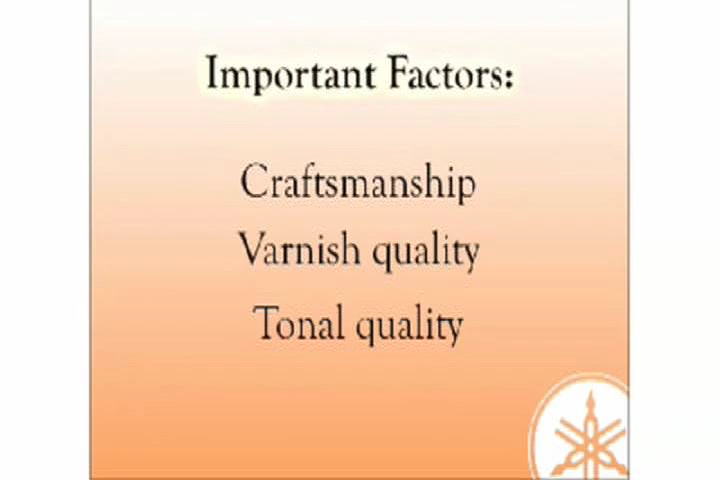 Important Factors:
Craftsmanship
Varnish quality
Tonal quality